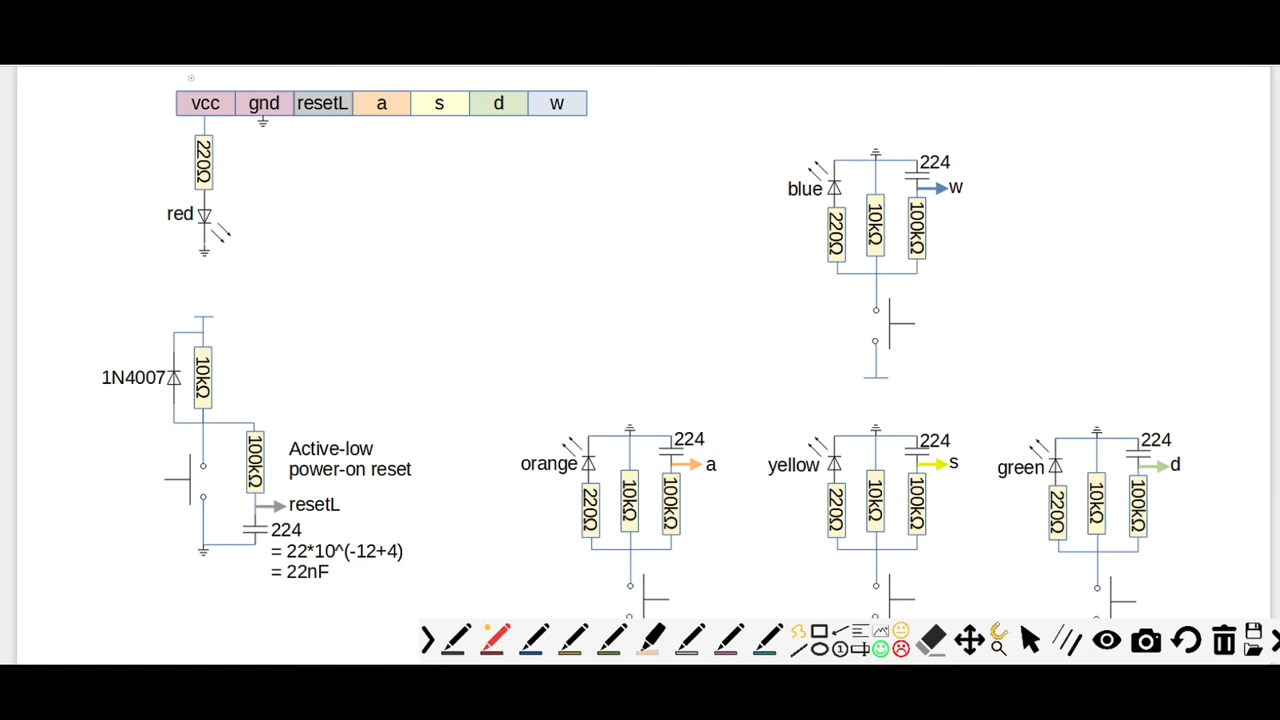 vcc gnd resetL a s d w
220Ω
red
blue
224
w
220Ω
10kΩ
100kΩ
1N4007
10kΩ
100kΩ
Active-low
power-on reset
resetL
224
= 22*10^(-12+4)
= 22nF
orange
224
a
220Ω
10kΩ
100kΩ
yellow
224
s
220Ω
10kΩ
100kΩ
green
224
d
220Ω
10kΩ
100kΩ
1